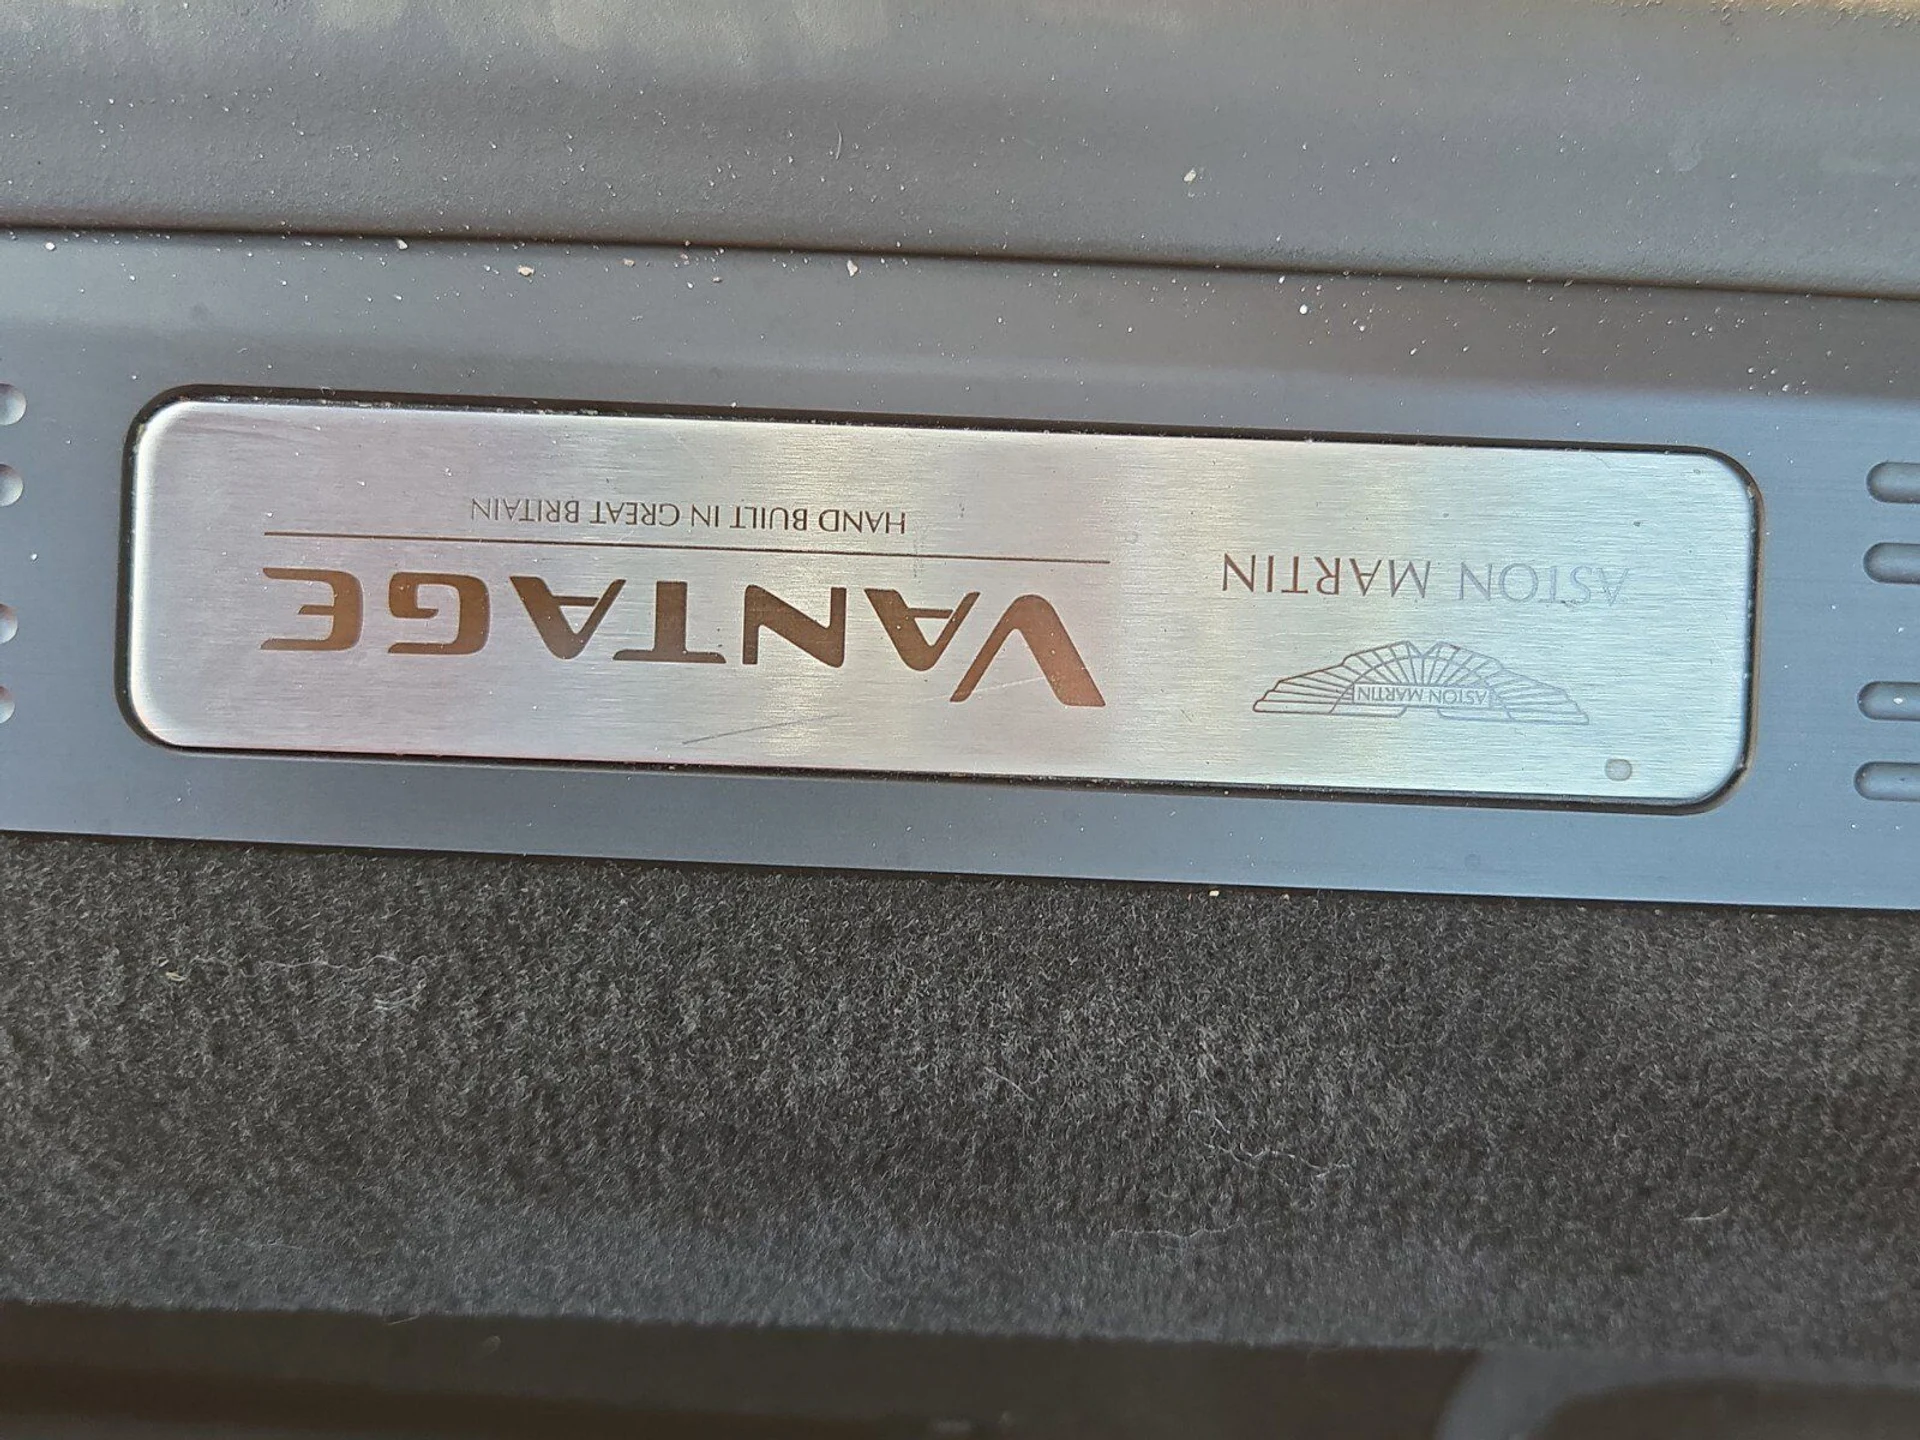 ASTON MARTIN
ASTON MARTIN
VANTAGE
HAND BUILT IN GREAT BRITAIN